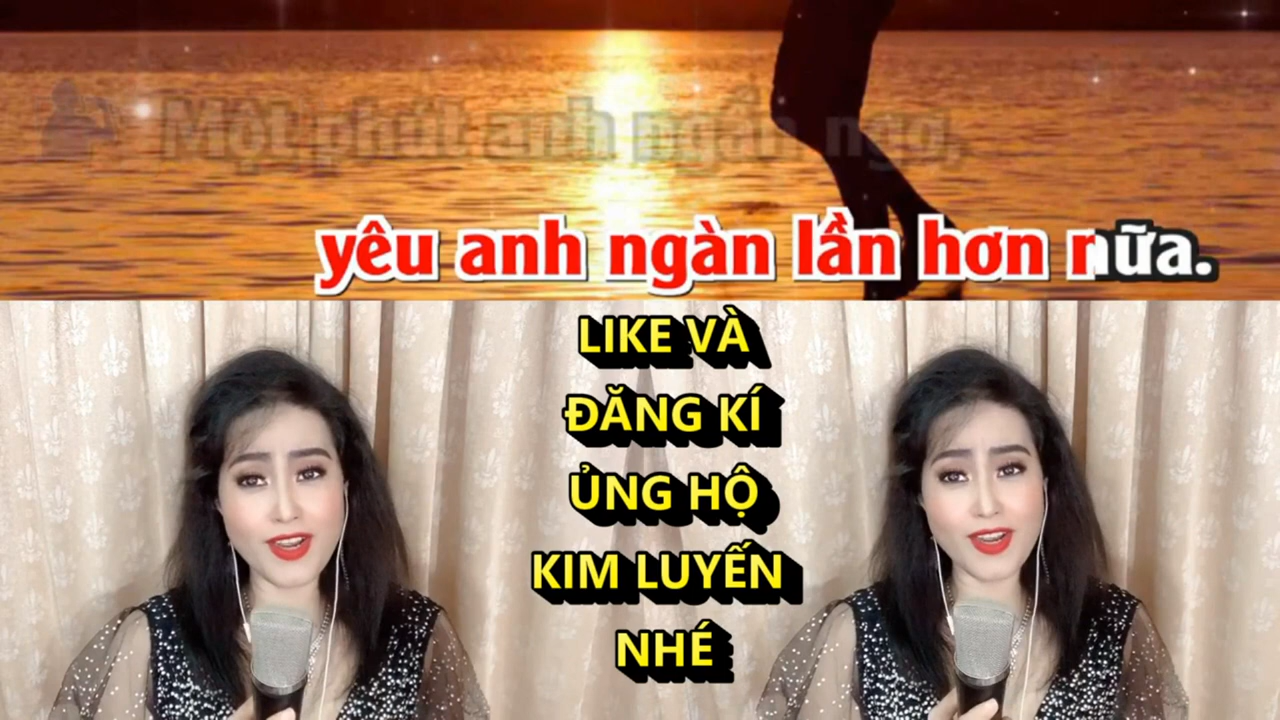 Một phút anh ngẩn ngơ,
yêu anh ngàn lần hơn nữa.
LIKE VÀ
ĐĂNG KÍ
ỦNG HỘ
KIM LUYẾN
NHÉ